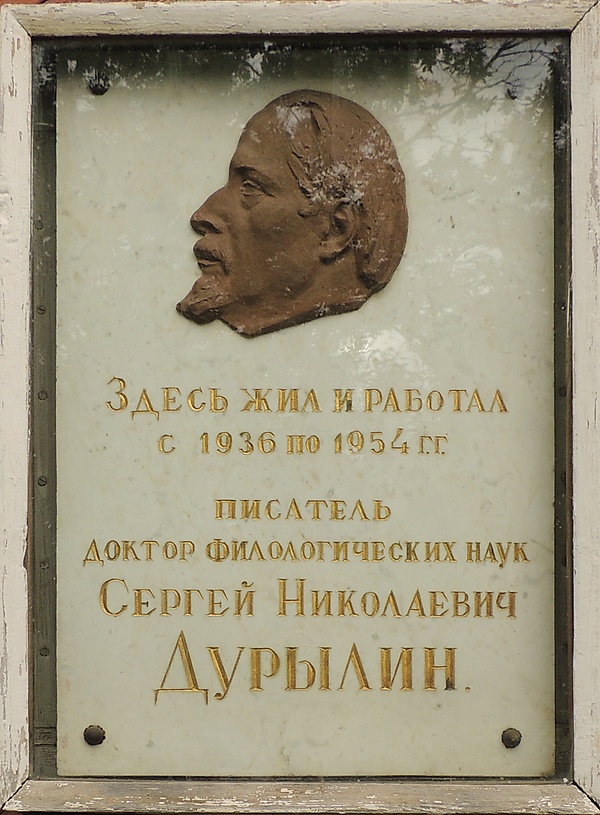 Здесь жил и работал
с 1936 по 1954 г.г.
писатель
доктор филологических наук
Сергей Николаевич
Дурылин.